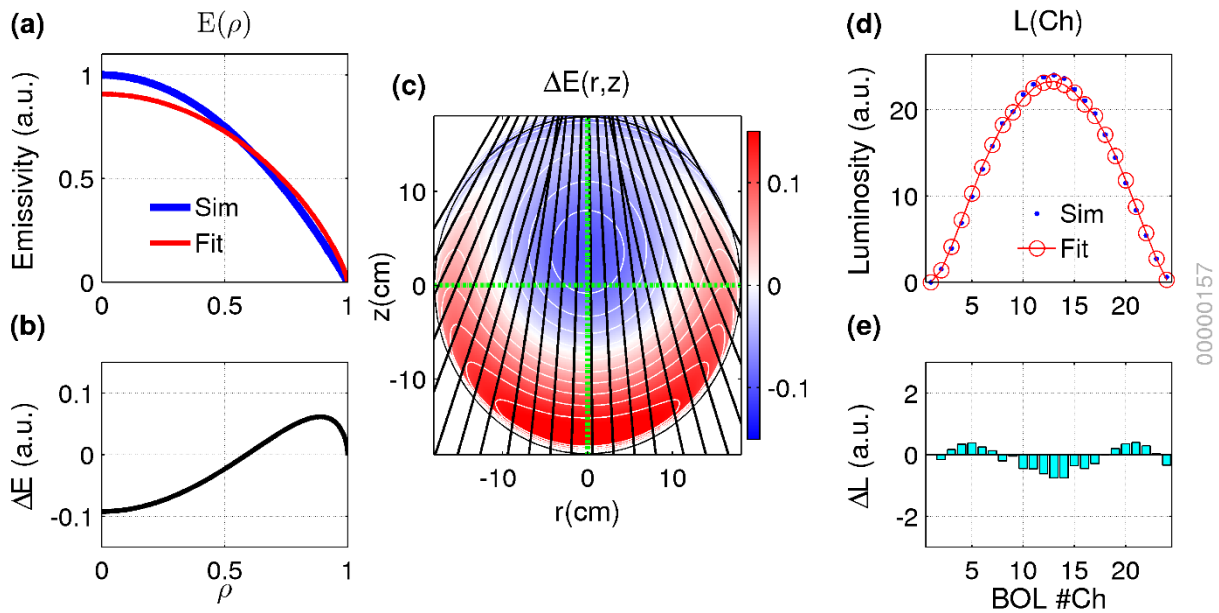 (a)
E(ρ)
Emissivity (a.u.)
1
0.5
0
Sim
Fit
0
0.5
1
(b)
ΔE (a.u.)
0.1
0
-0.1
0
0.5
1
ρ
(c)
ΔE(r,z)
z(cm)
10
0
-10
-10
0
10
r(cm)
0.1
0
-0.1
(d)
L(Ch)
Luminosity (a.u.)
20
10
0
Sim
Fit
5
10
15
20
(e)
ΔL (a.u.)
2
0
-2
5
10
15
20
BOL #Ch
00000157